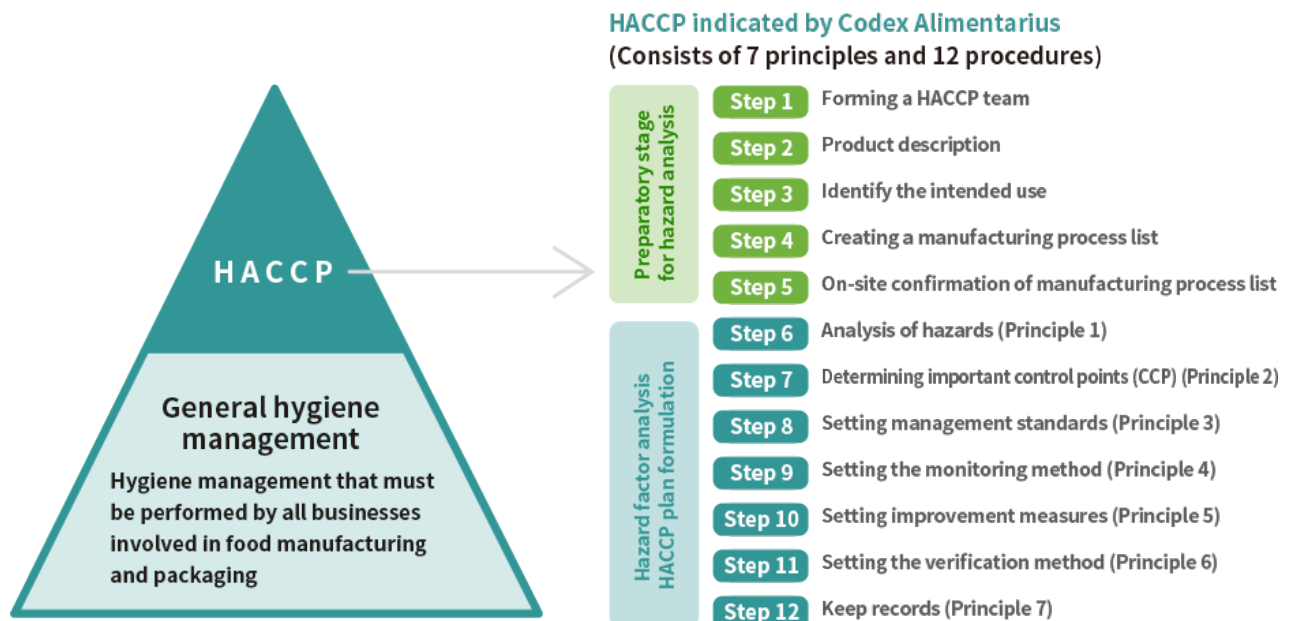 HACCP
General hygiene
management
Hygiene management that must
be performed by all businesses
involved in food manufacturing
and packaging
HACCP indicated by Codex Alimentarius
(Consists of 7 principles and 12 procedures)
Preparatory stage
for hazard analysis
Step 1 Forming a HACCP team
Step 2 Product description
Step 3 Identify the intended use
Step 4 Creating a manufacturing process list
Step 5 On-site confirmation of manufacturing process list
Hazard factor analysis
HACCP plan formulation
Step 6 Analysis of hazards (Principle 1)
Step 7 Determining important control points (CCP) (Principle 2)
Step 8 Setting management standards (Principle 3)
Step 9 Setting the monitoring method (Principle 4)
Step 10 Setting improvement measures (Principle 5)
Step 11 Setting the verification method (Principle 6)
Step 12 Keep records (Principle 7)